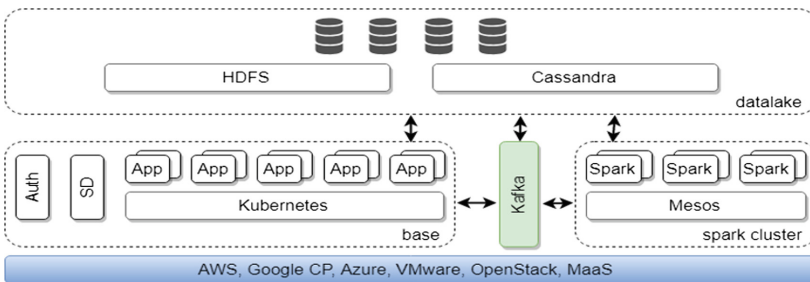 HDFS
Cassandra
datalake
Auth
SD
App
App
App
App
App
Kubernetes
base
Kafka
Spark
Spark
Spark
Mesos
spark cluster
AWS, Google CP, Azure, VMware, OpenStack, MaaS